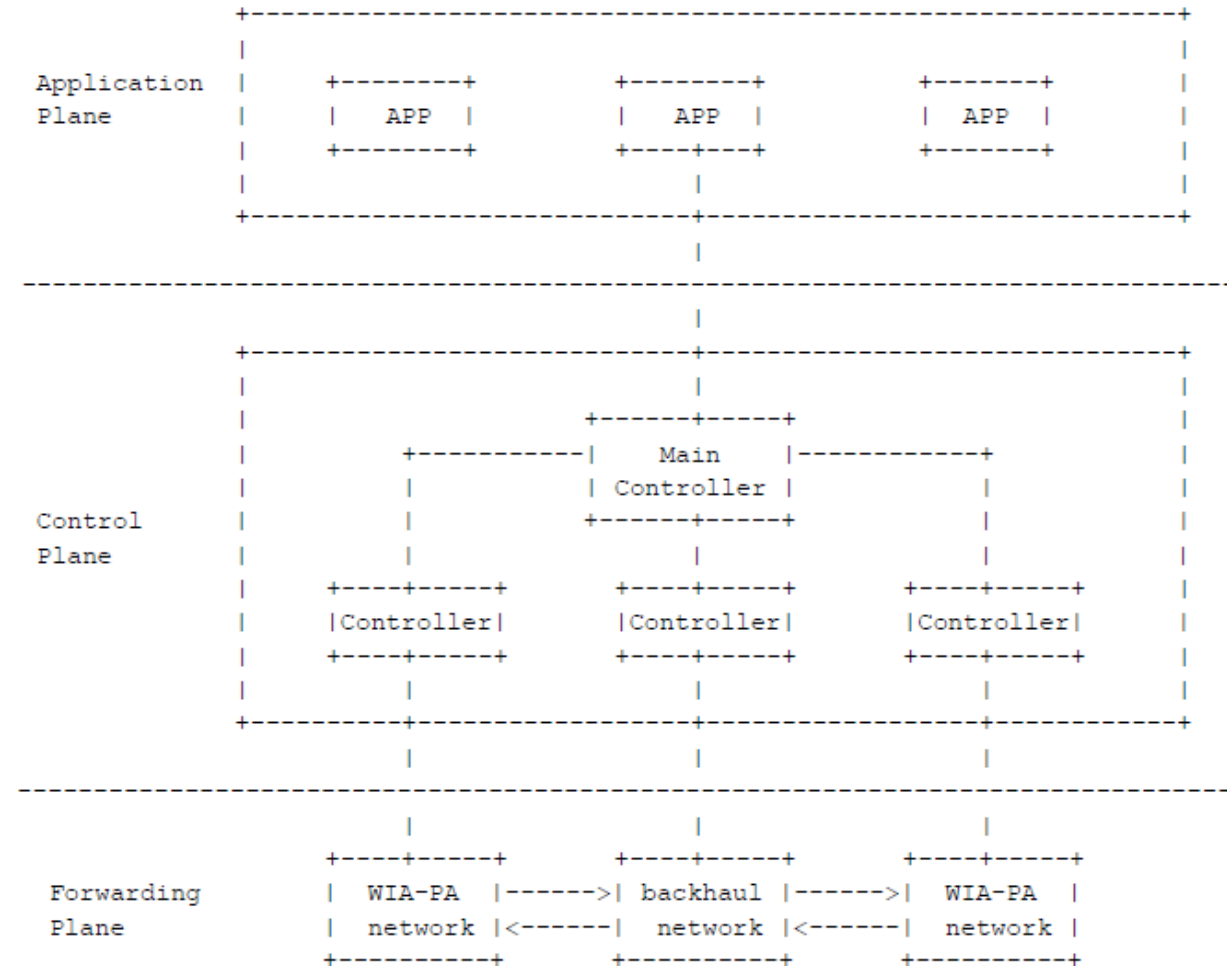 Application
Plane
APP APP APP
Main
Controller
Control
Plane
Controller Controller Controller
Forwarding WIA-PA backhaul WIA-PA
Plane network network network